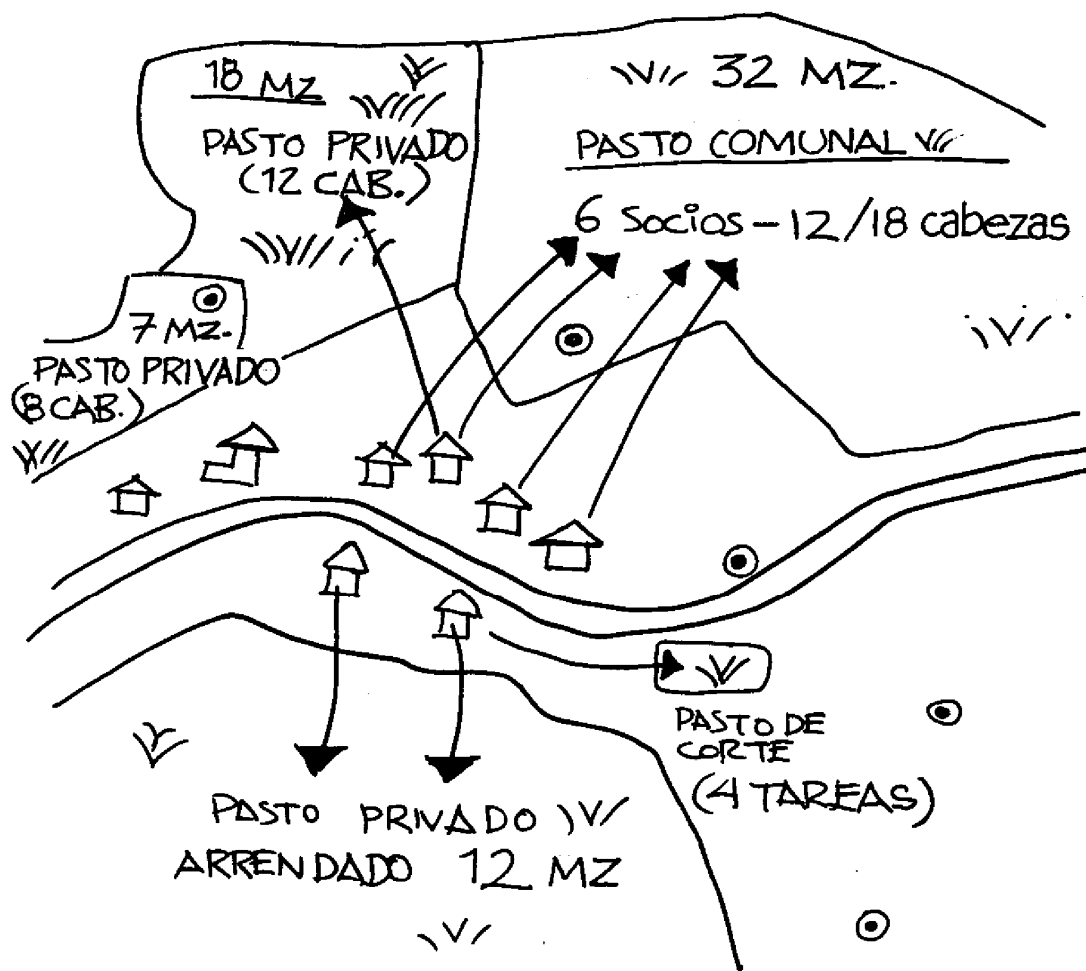 18 MZ
PASTO PRIVADO
(12 CAB.)
32 MZ.
PASTO COMUNAL
6 Socios - 12/18 cabezas
7 MZ.
PASTO PRIVADO
(8 CAB.)
PASTO DE
CORTE
(4 TAREAS)
PASTO PRIVADO
ARRENDADO 12 MZ